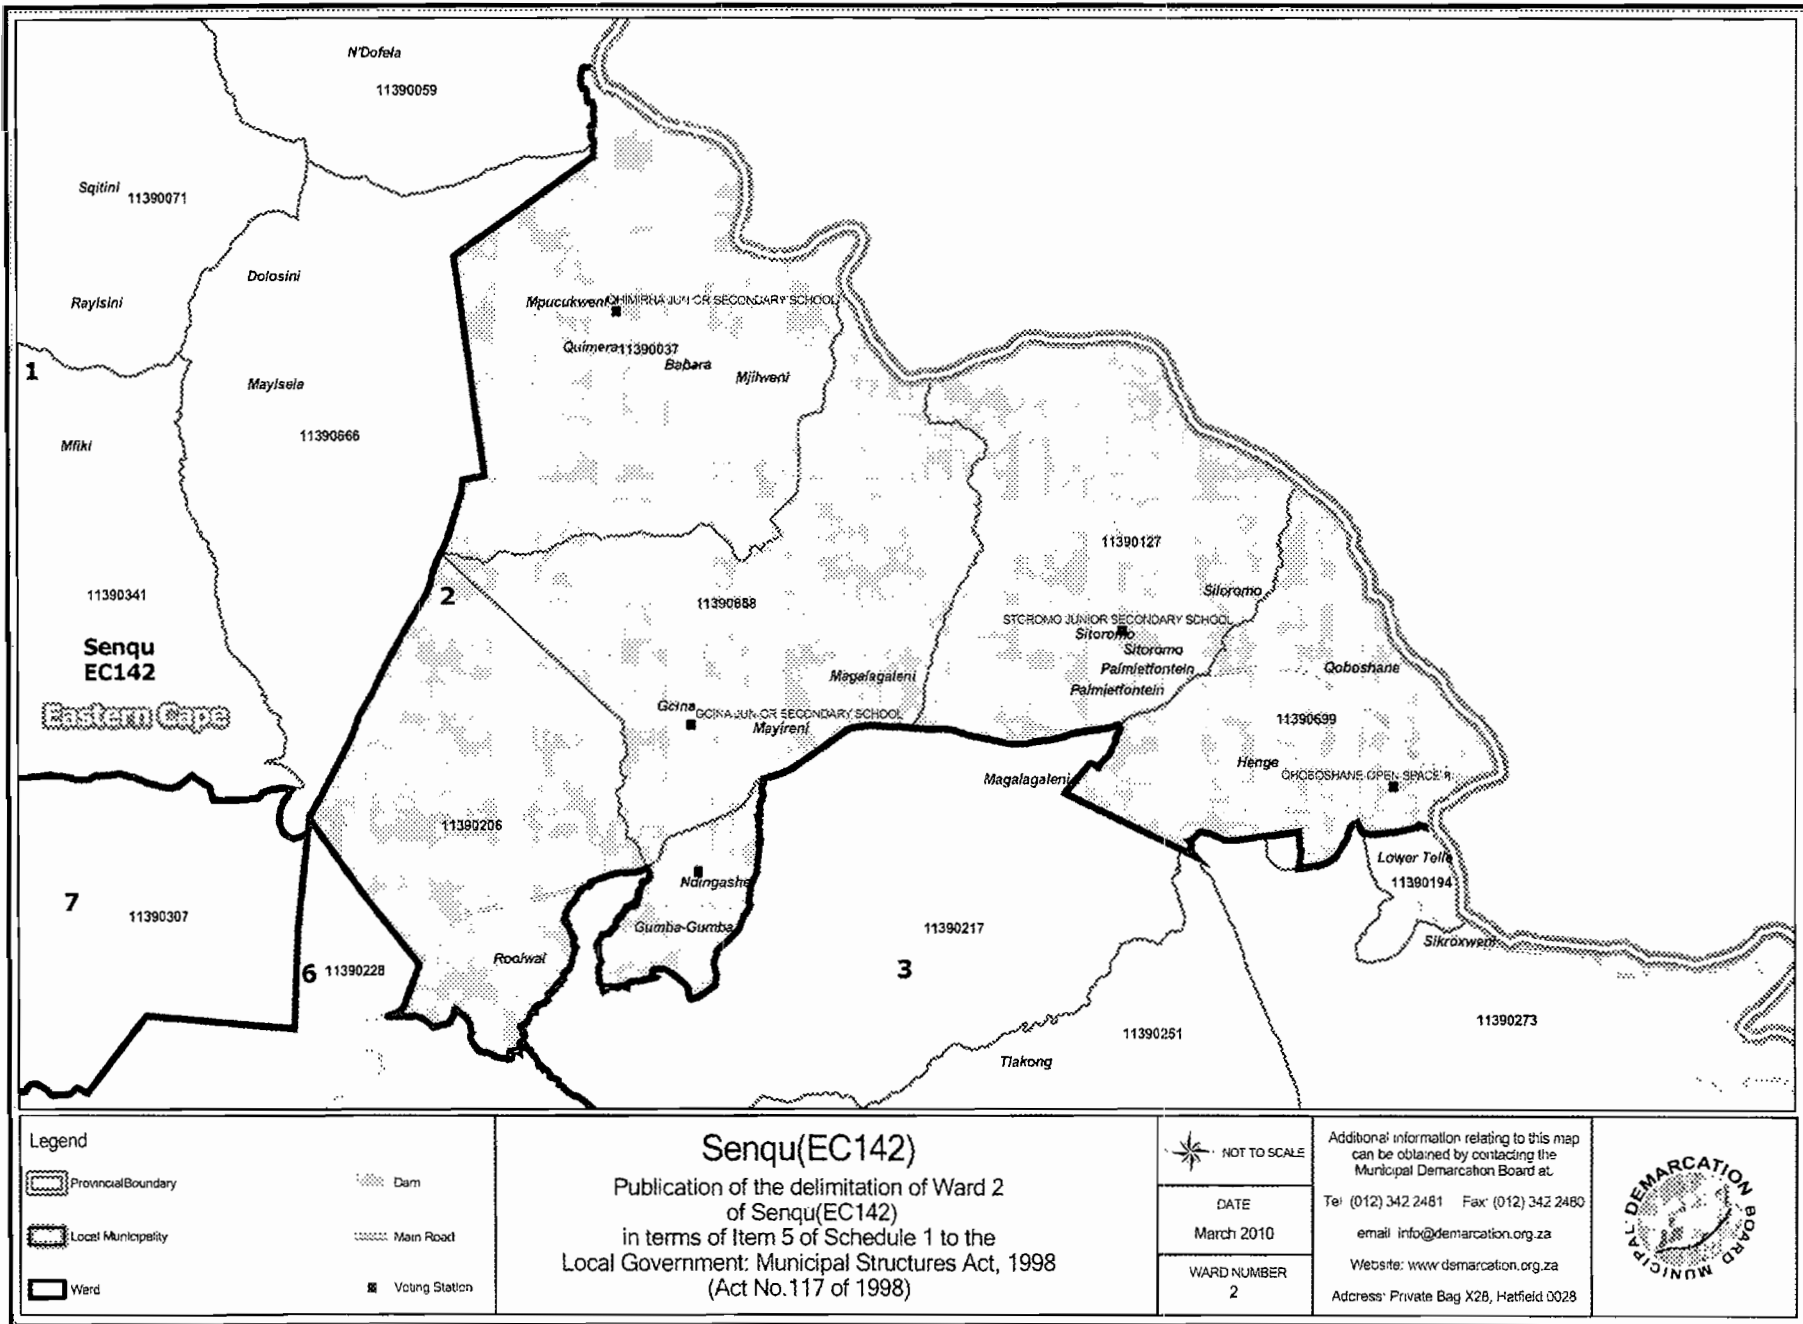 N'Dofela
11390059
Sqitini
11390071
Dolosini
Raylsini
1
Maylsela
Mfiki
11390666
11390341
Senqu
EC142
Eastern Cape
7
11390307
6
11390228
Mpucukweni
JUNIOR SECONDARY SCHOOL
Quimera
11390037
Babara
Mjilweni
2
11390127
Siloromo
SECONDARY SCHOOL
Sitoromo
Sitoromo
Palmietfontein
Palmietfontein
Qoboshane
11390699
Henge
QHOBOSHANE OPEN SPACE
Magalagaleni
Gcina
GCINA JUNIOR SECONDARY SCHOOL
Mayireni
Magalagaleni
11390206
Ndingashe
Gumba-Gumba
Roolwal
11390217
3
Lower Telle
11390194
Sikroxweni
11390251
11390273
Tlakong
Legend
Provincial Boundary
Local Municipality
Ward
Dam
Main Road
Voting Station
Senqu(EC142)
Publication of the delimitation of Ward 2
of Senqu(EC142)
in terms of Item 5 of Schedule 1 to the
Local Government: Municipal Structures Act, 1998
(Act No.117 of 1998)
NOT TO SCALE
DATE
March 2010
WARD NUMBER
2
Additional information relating to this map
can be obtained by contacting the
Municipal Demarcation Board at.
Tel (012) 342 2481 Fax: (012) 342 2480
email info@demarcation.org.za
Website: www demarcation.org.za
Address: Private Bag X28, Hatfield 0028
MUNICIPAL DEMARCATION BOARD